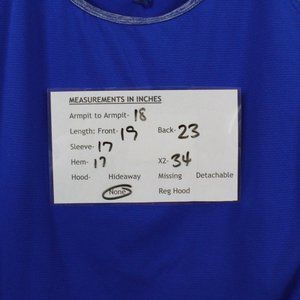 MEASUREMENTS IN INCHES
Armpit to Armpit- 18
Length: Front- 19 Back- 23
Sleeve- 17
Hem- 17 X2- 34
Hood- Hideaway Missing Detachable
None Reg Hood